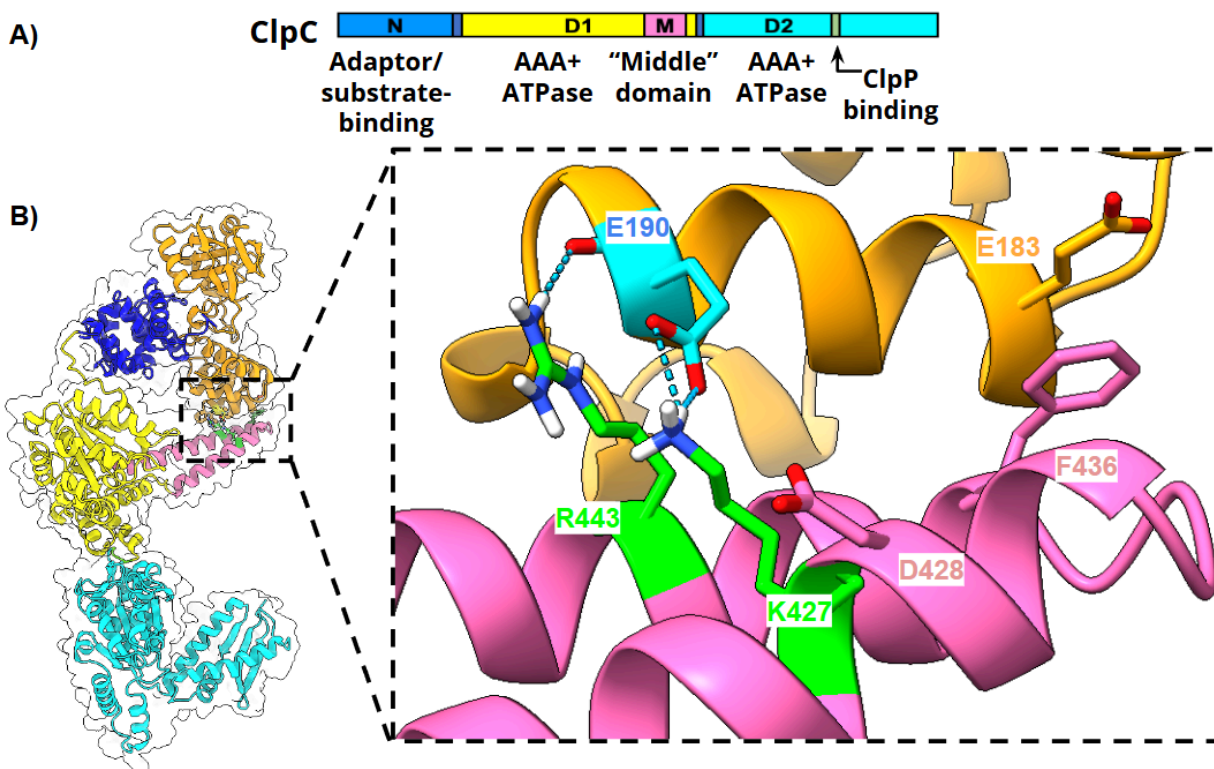 A)
ClpC
N D1 M D2
Adaptor/ AAA+ “Middle” AAA+ ClpP
substrate- ATPase domain ATPase binding
binding
B)
E190
E183
F436
R443
D428
K427